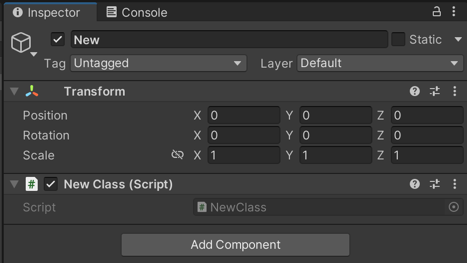 Inspector Console
New Static
Tag Untagged Layer Default
Transform
Position X 0 Y 0 Z 0
Rotation X 0 Y 0 Z 0
Scale X 1 Y 1 Z 1
# New Class (Script)
Script # NewClass
Add Component